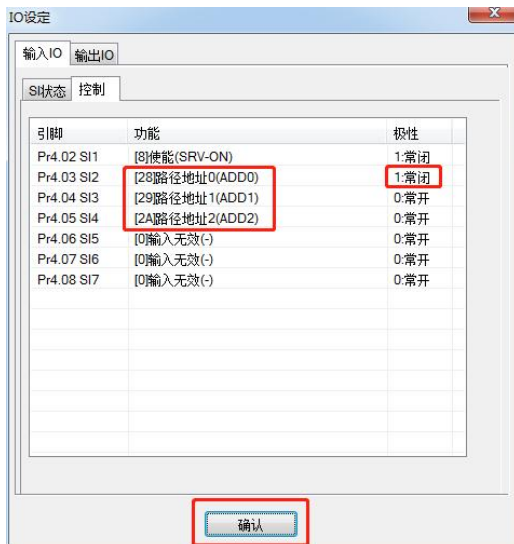 IO设定
输入IO 输出IO
SI状态 控制
引脚 功能 极性
Pr4.02 SI1 [8]使能(SRV-ON) 1:常闭
Pr4.03 SI2 [28]路径地址0(ADD0) 1:常闭
Pr4.04 SI3 [29]路径地址1(ADD1) 0:常开
Pr4.05 SI4 [2A]路径地址2(ADD2) 0:常开
Pr4.06 SI5 [0]输入无效(-) 0:常开
Pr4.07 SI6 [0]输入无效(-) 0:常开
Pr4.08 SI7 [0]输入无效(-) 0:常开
确认